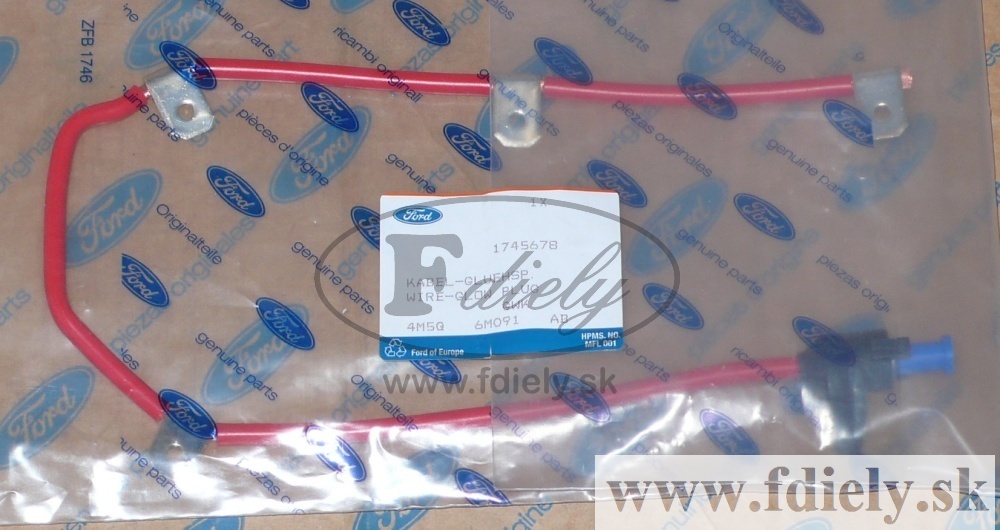 ZFB 1746
Ford
genuine parts
ricambi originali
Originalteile
pièces d'origine
piezas originales
Ford
1X
1745678
KABEL-GLUEHSP.
WIRE-GLOW PLUG
4M5Q 6M091 AB
Ford of Europe
HPMS. NO.
MFL 001
Fdiely
www.fdiely.sk
www.fdiely.sk